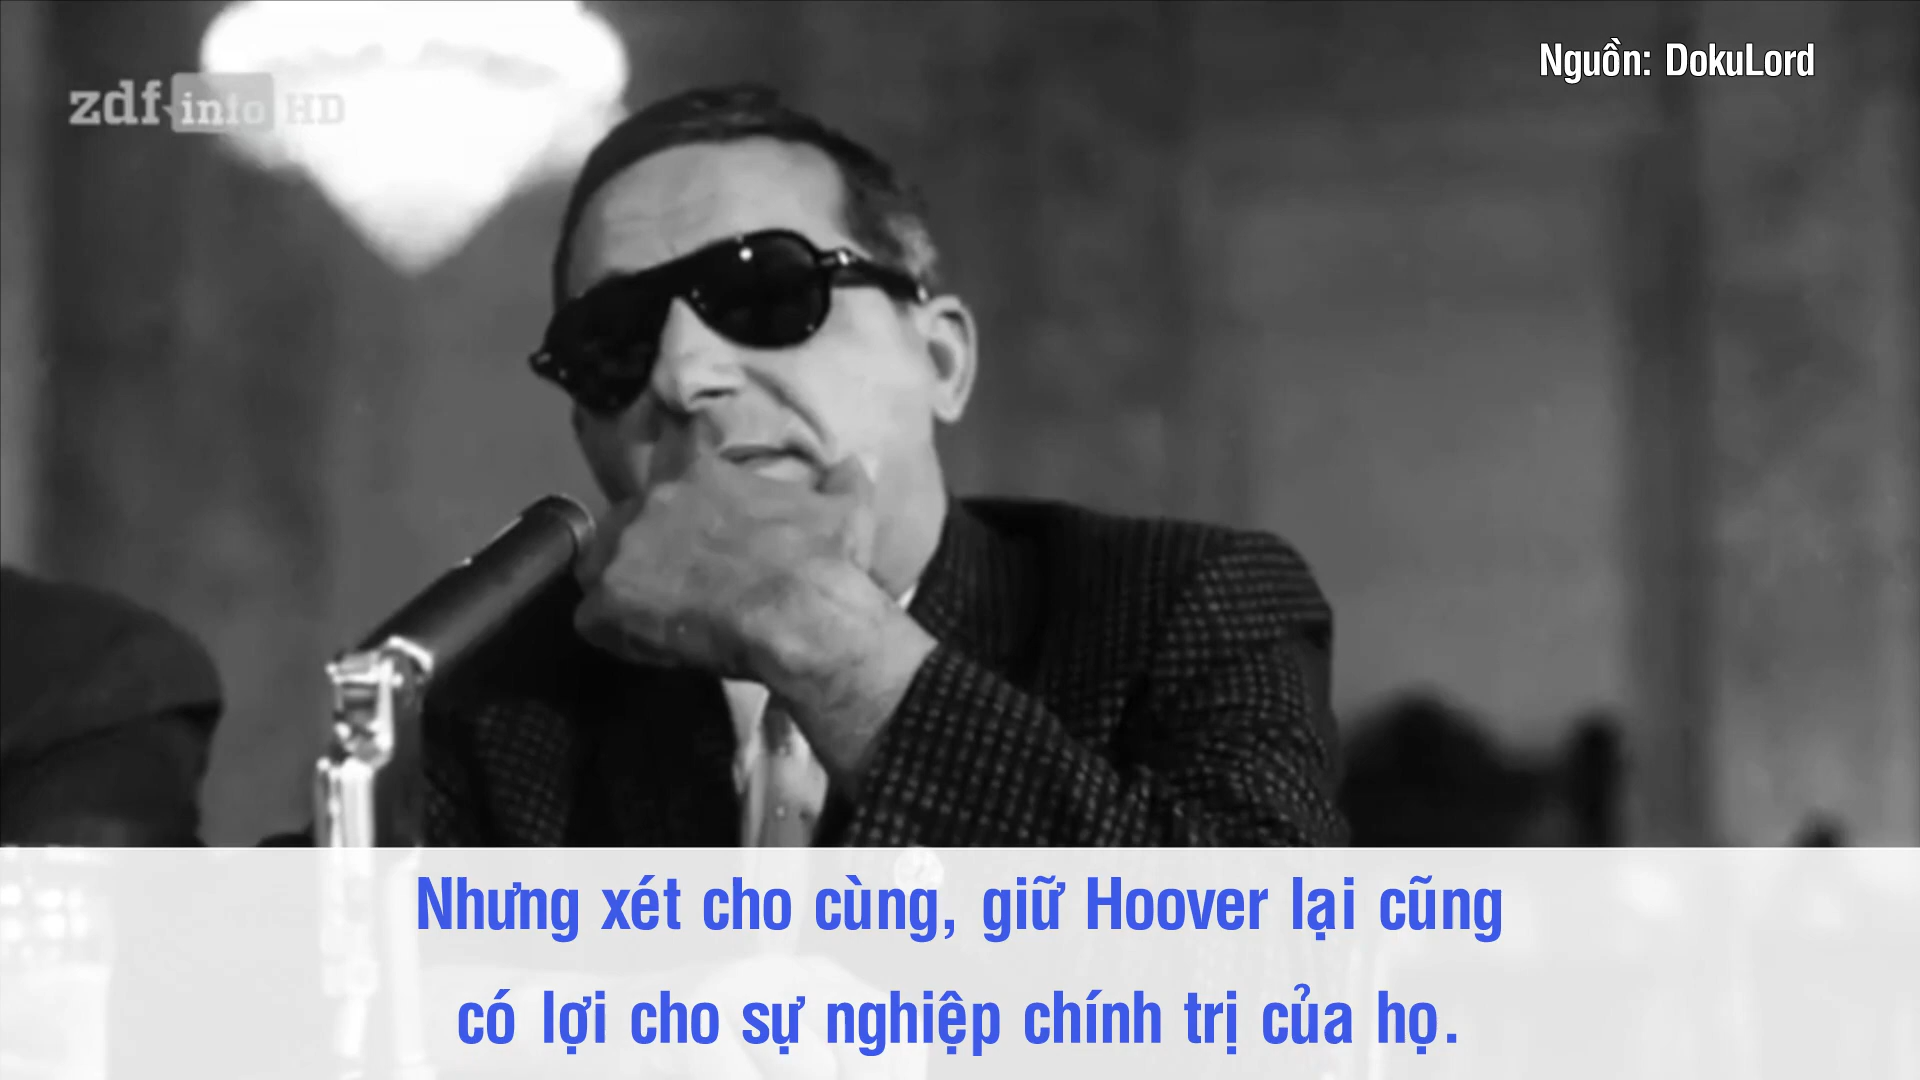 zdf info HD
Nguồn: DokuLord
Nhưng xét cho cùng, giữ Hoover lại cũng
có lợi cho sự nghiệp chính trị của họ.